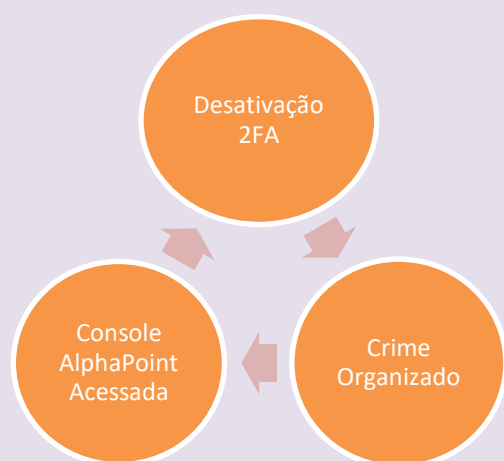 Desativação
2FA
Crime
Organizado
Console
AlphaPoint
Acessada